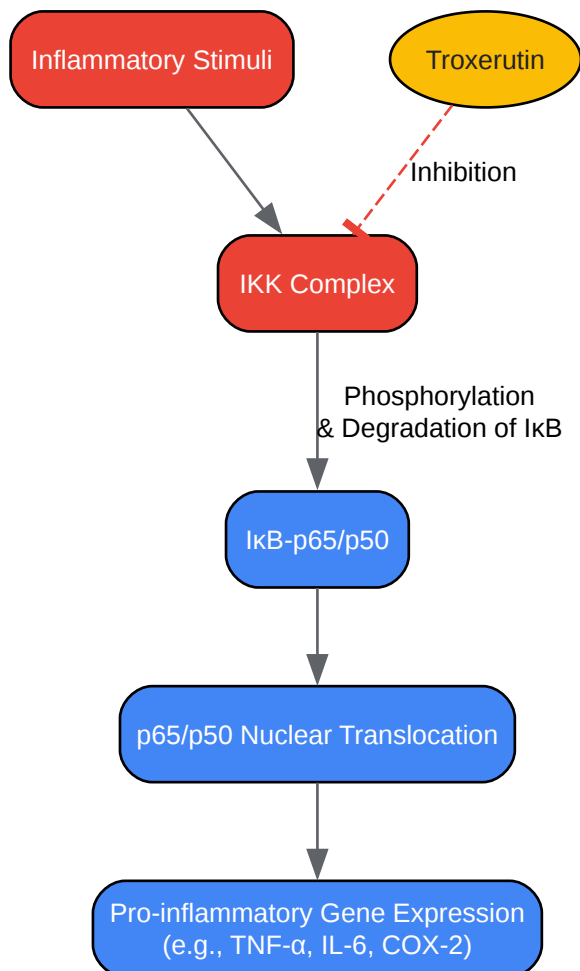 Inflammatory Stimuli
Troxerutin
Inhibition
IKK Complex
Phosphorylation
& Degradation of IκB
IκB-p65/p50
p65/p50 Nuclear Translocation
Pro-inflammatory Gene Expression
(e.g., TNF-α, IL-6, COX-2)